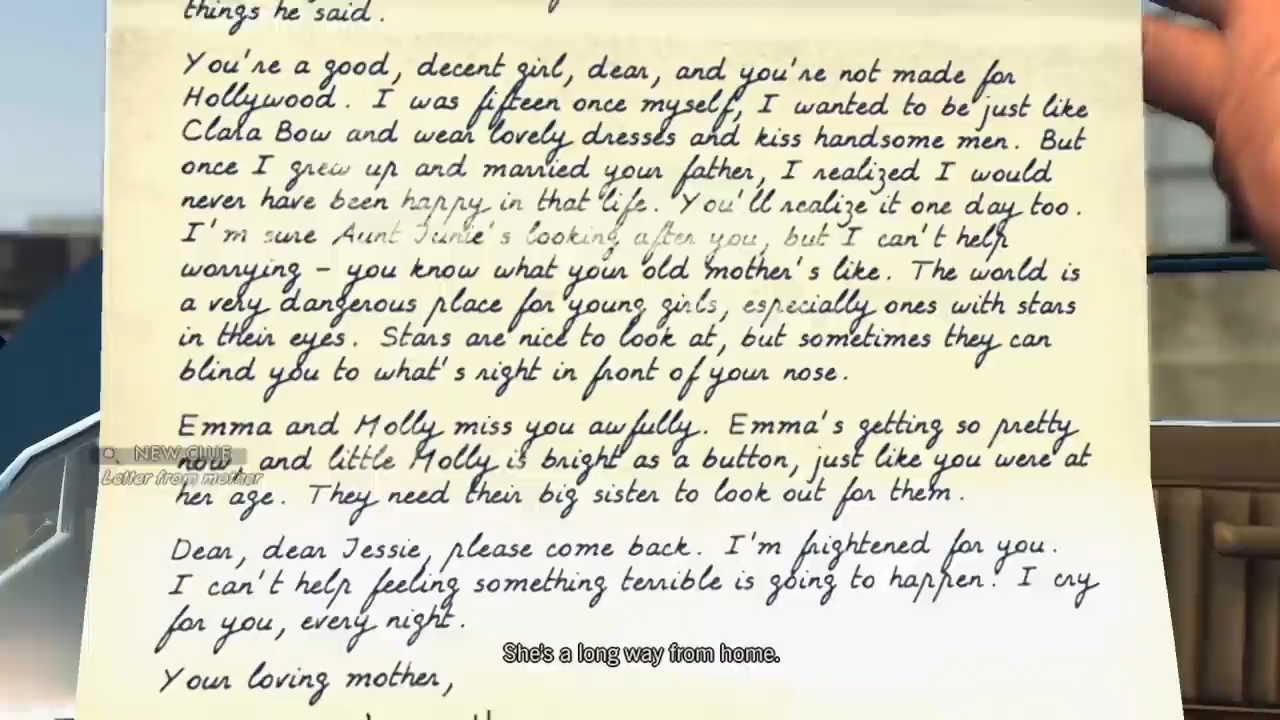 things he said.
You're a good, decent girl, dear, and you're not made for
Hollywood. I was fifteen once myself, I wanted to be just like
Clara Bow and wear lovely dresses and kiss handsome men. But
once I grew up and married your father, I realized I would
never have been happy in that life. You'll realize it one day too.
I'm sure Aunt Junie's looking after you, but I can't help
worrying - you know what your old mother's like. The world is
a very dangerous place for young girls, especially ones with stars
in their eyes. Stars are nice to look at, but sometimes they can
blind you to what's right in front of your nose.
Emma and Molly miss you awfully. Emma's getting so pretty
NEW CLUE
now, and little Molly is bright as a button, just like you were at
Letter from mother
her age. They need their big sister to look out for them.
Dear, dear Jessie, please come back. I'm frightened for you.
I can't help feeling something terrible is going to happen. I cry
for you, every night.
She's a long way from home.
Your loving mother,